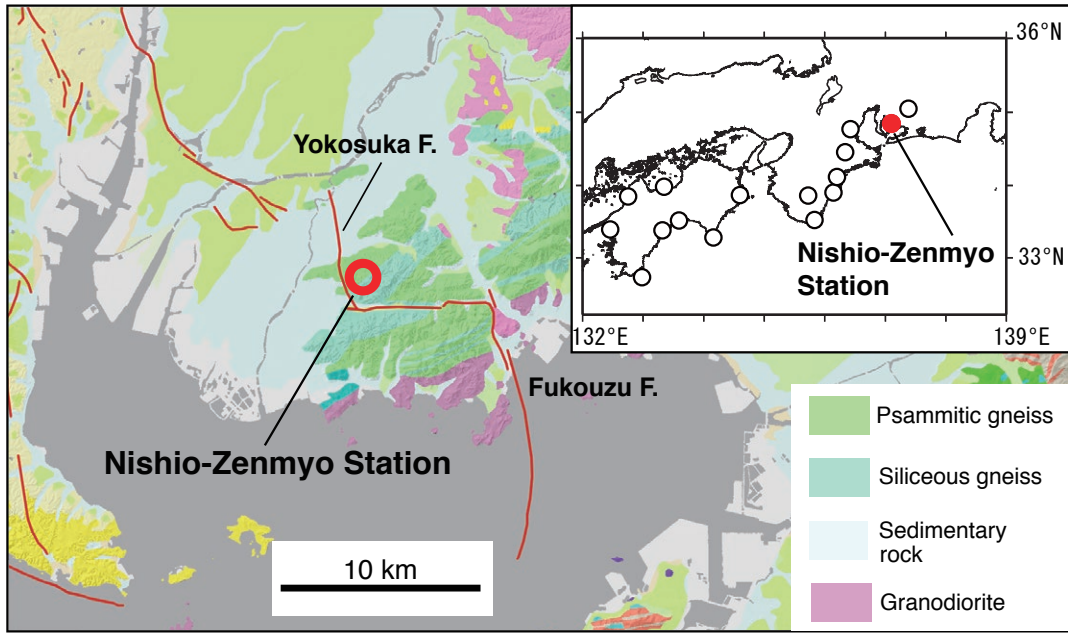 Yokosuka F.
Fukouzu F.
Nishio-Zenmyo Station
10 km
36°N
33°N
132°E
139°E
Nishio-Zenmyo
Station
Psammitic gneiss
Siliceous gneiss
Sedimentary
rock
Granodiorite